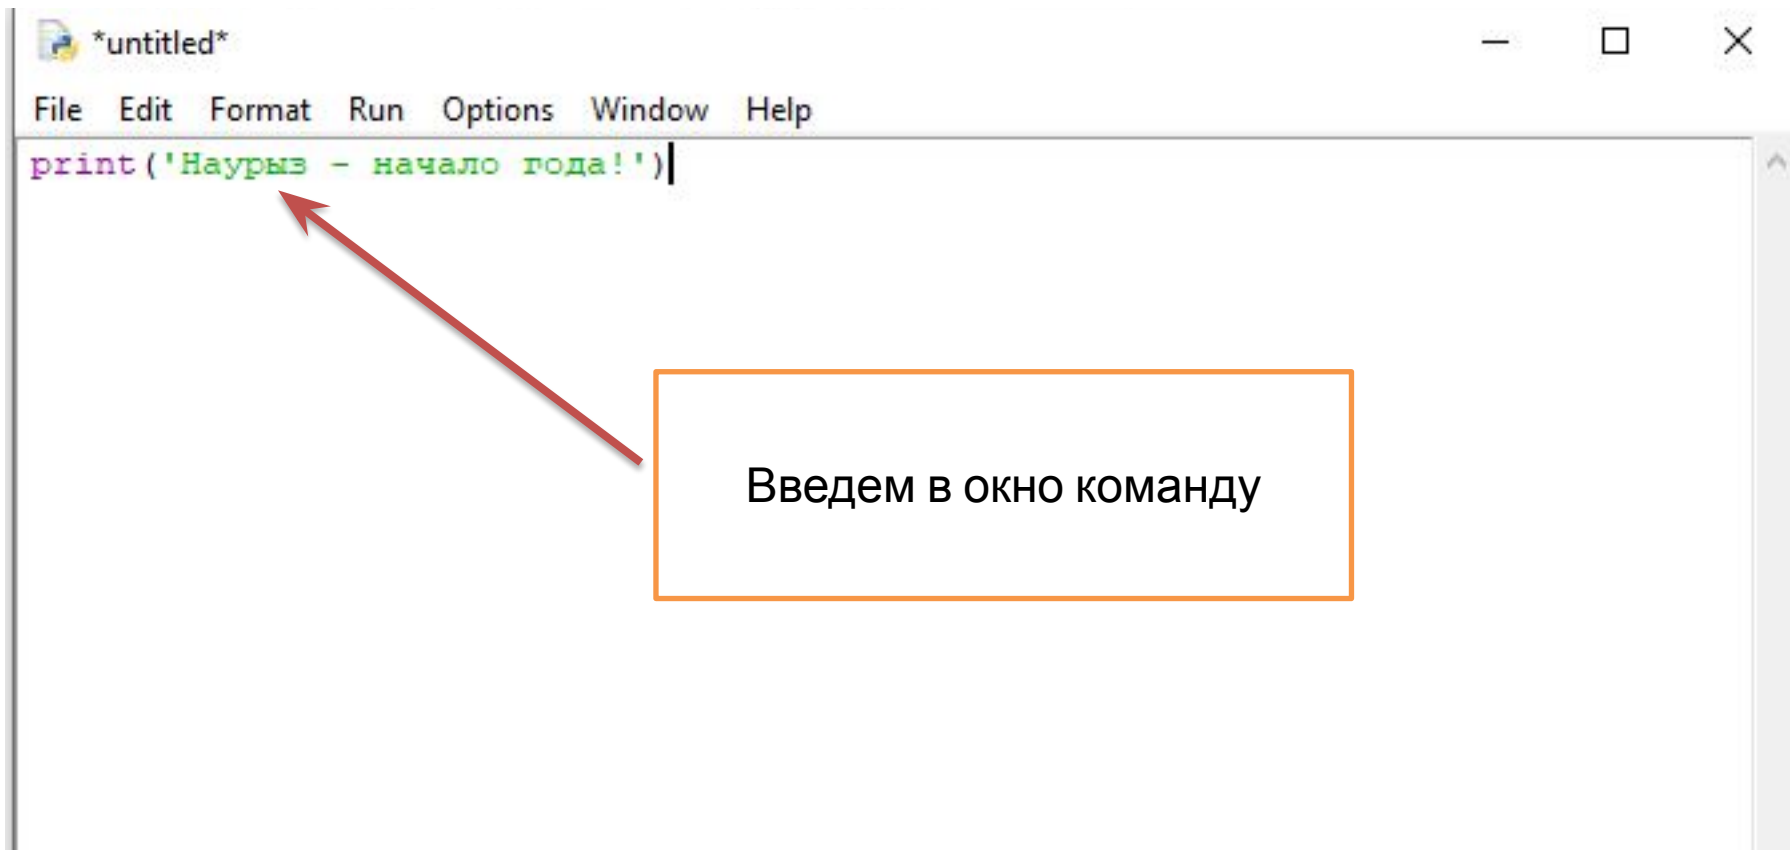 *untitled*
File Edit Format Run Options Window Help
print('Наурыз - начало года!')
Введем в окно команду